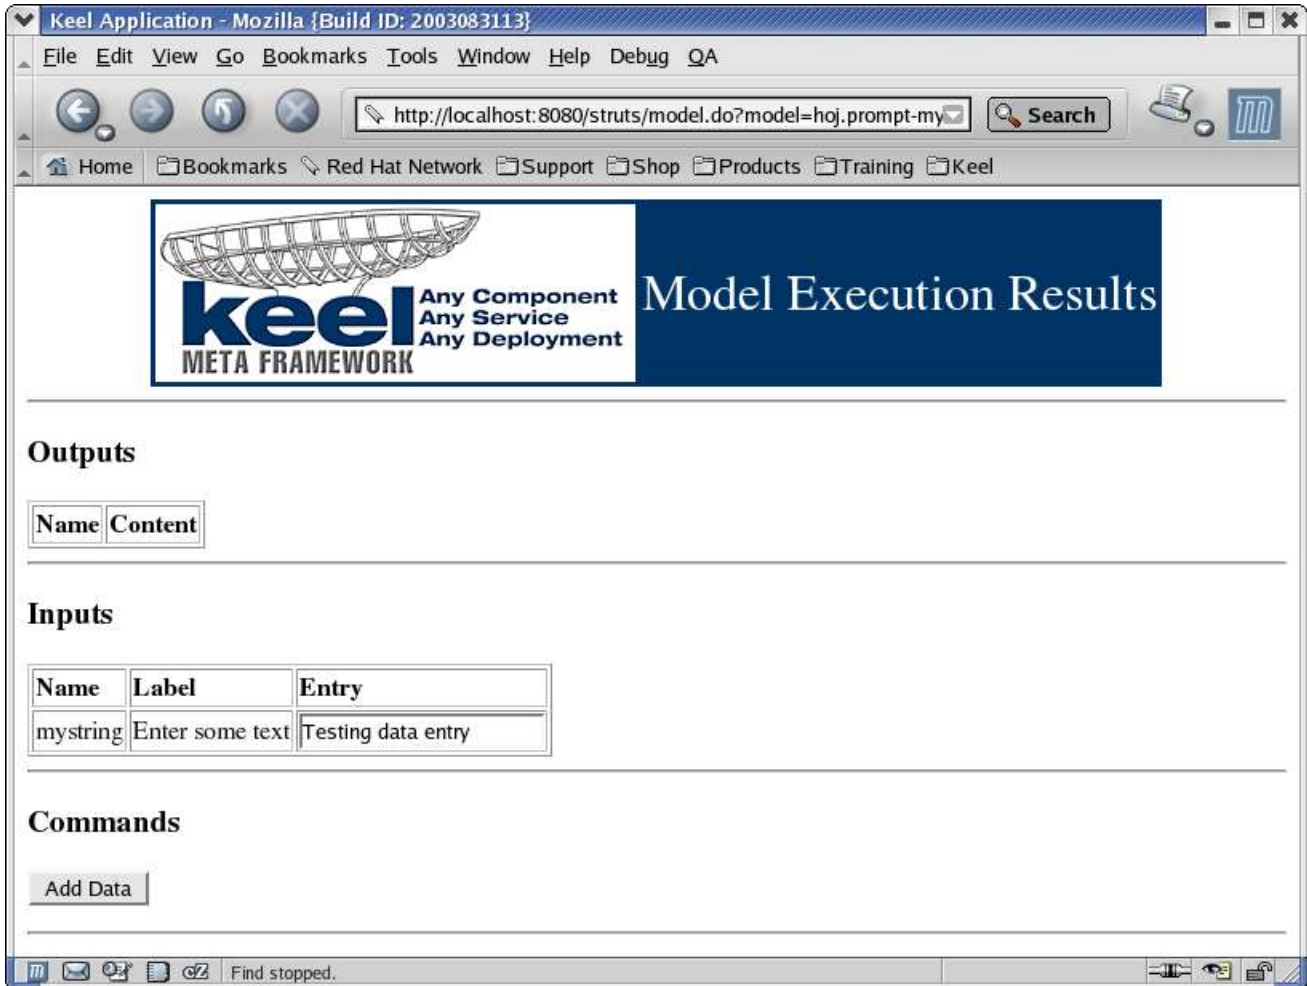 Keel Application - Mozilla {Build ID: 2003083113}
File Edit View Go Bookmarks Tools Window Help Debug QA
http://localhost:8080/struts/model.do?model=hoj.prompt-my Search
Home Bookmarks Red Hat Network Support Shop Products Training Keel
keel
META FRAMEWORK
Any Component
Any Service
Any Deployment
Model Execution Results
Outputs
Name Content
Inputs
Name Label Entry
mystring Enter some text Testing data entry
Commands
Add Data
Find stopped.